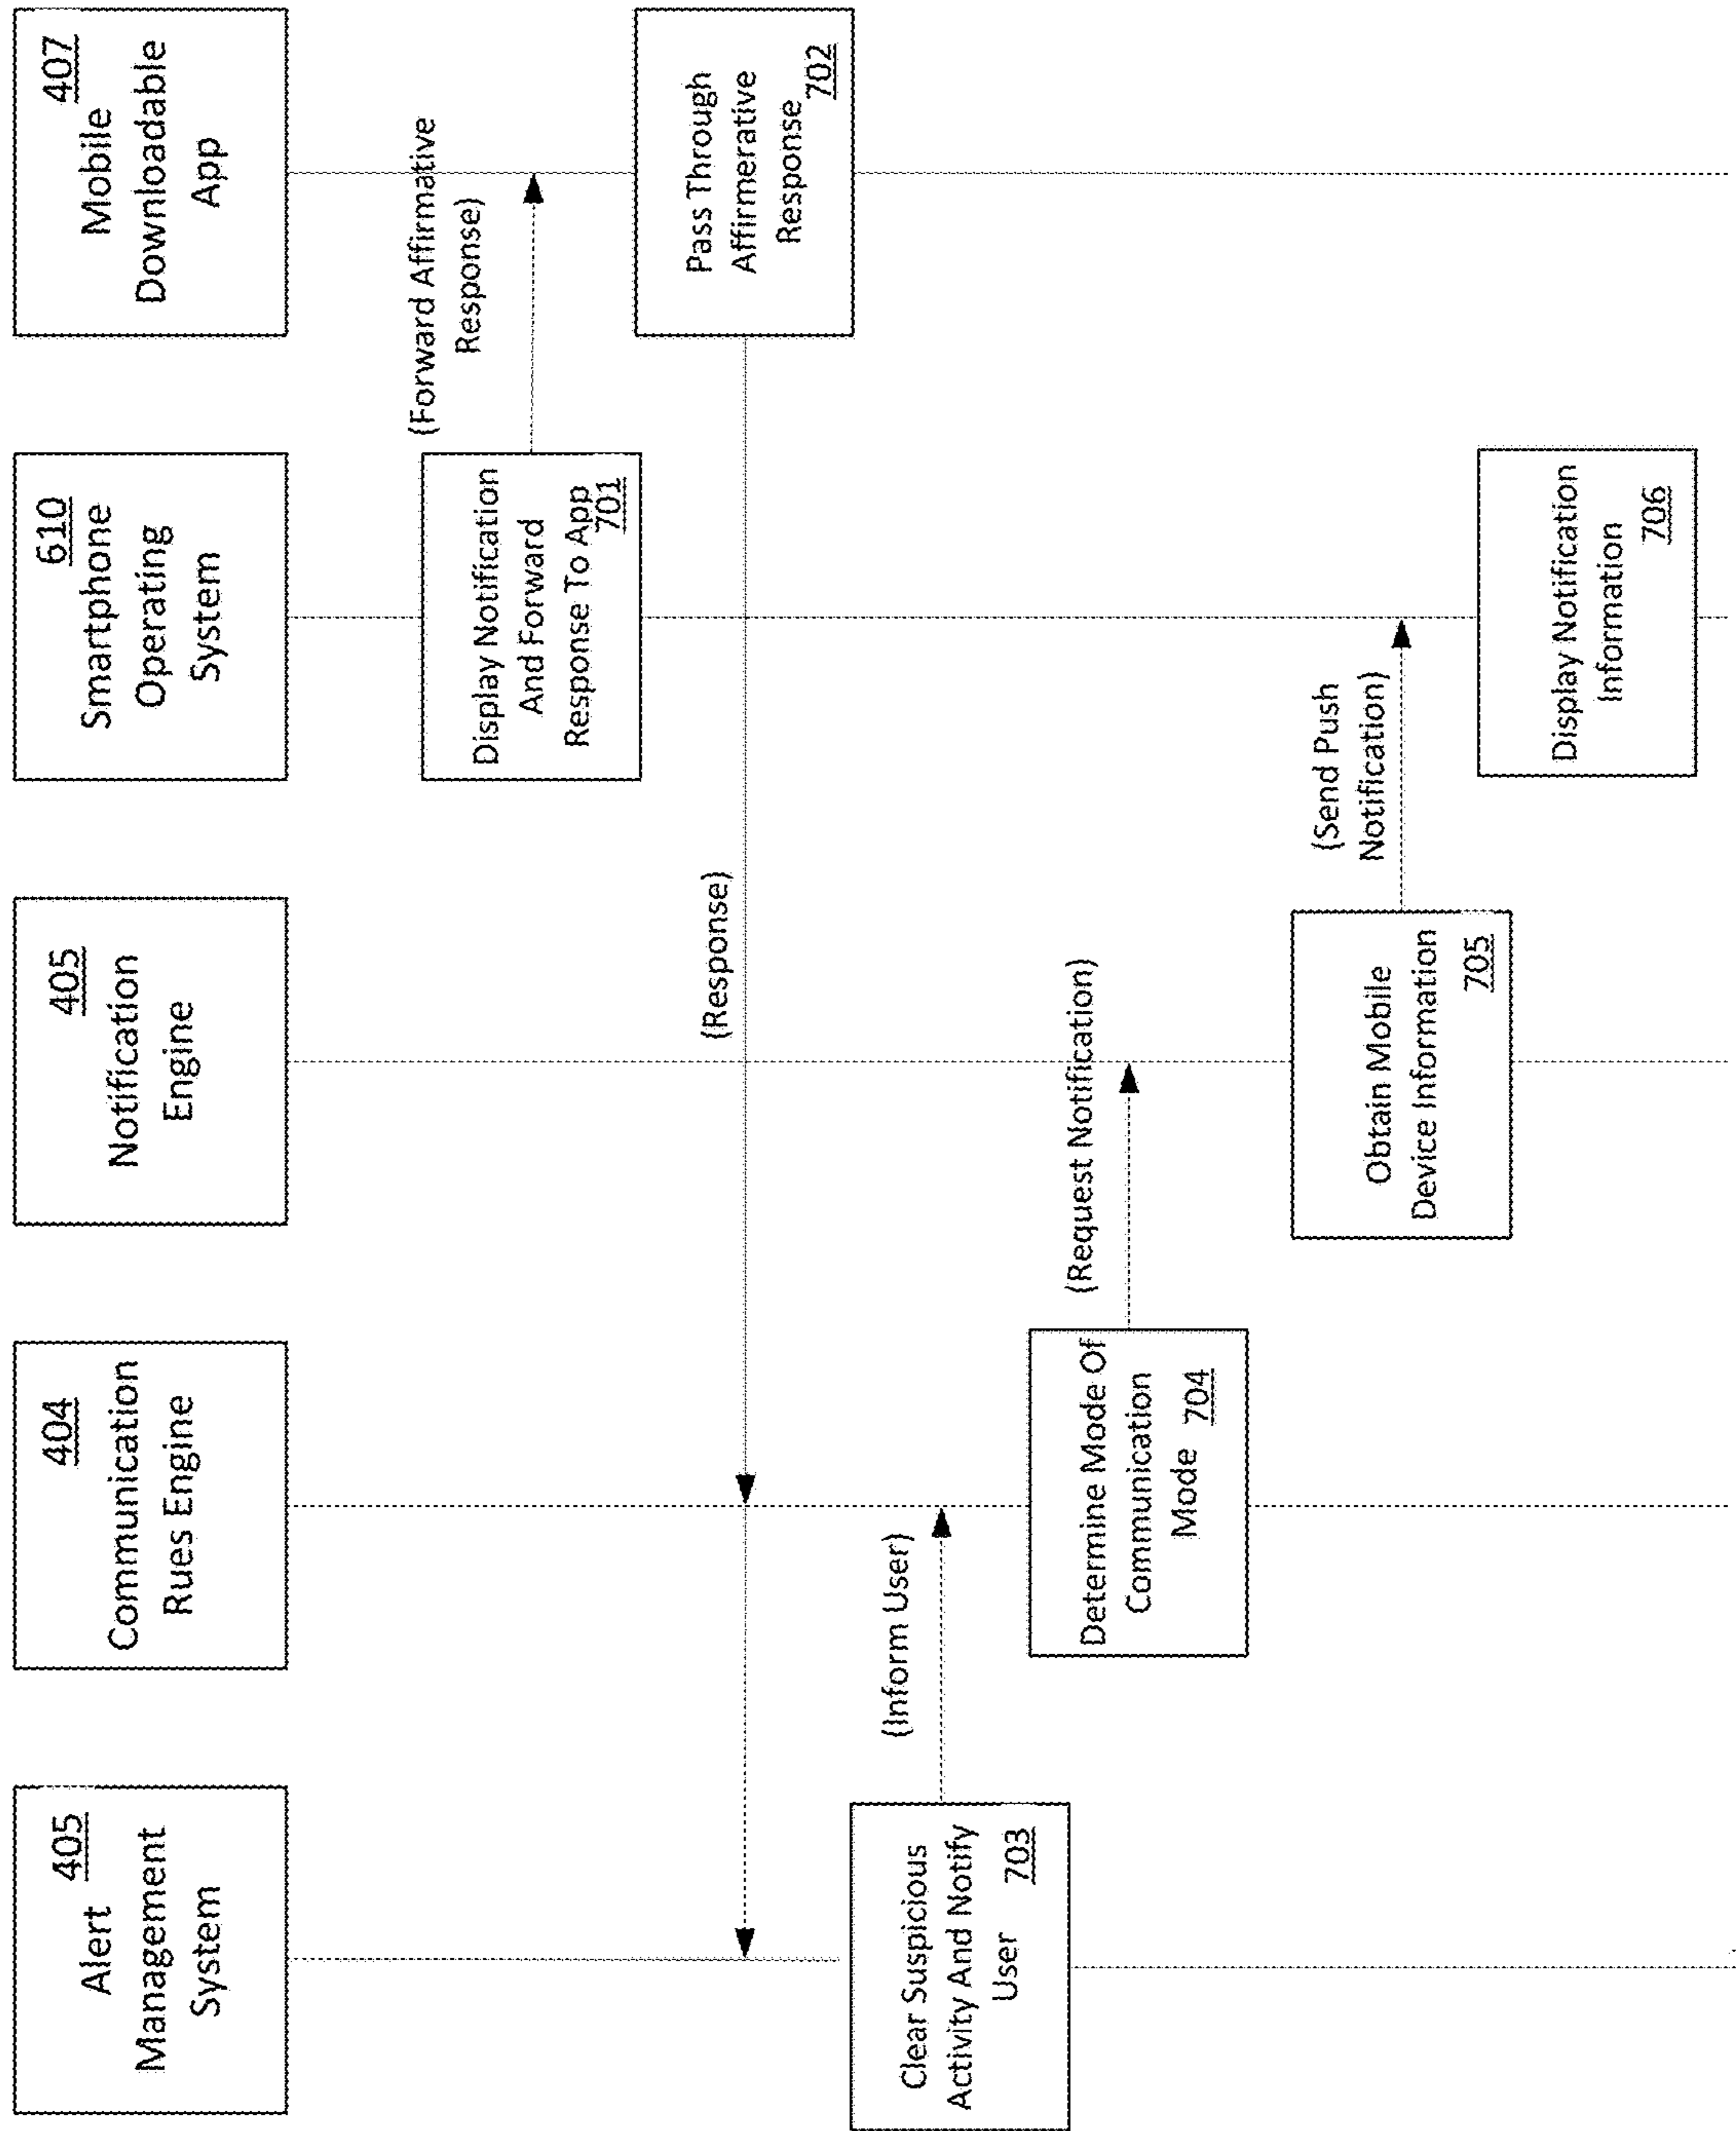 405
Alert
Management
System
404
Communication
Rues Engine
405
Notification
Engine
610
Smartphone
Operating
System
407
Mobile
Downloadable
App
Display Notification
And Forward
Response To App
701
(Forward Affirmative
Response)
Pass Through
Affirmerative
Response
702
(Response)
Clear Suspicious
Activity And Notify
User 703
(Inform User)
Determine Mode Of
Communication
Mode 704
(Request Notification)
Obtain Mobile
Device Information
705
(Send Push
Notification)
Display Notification
Information
706